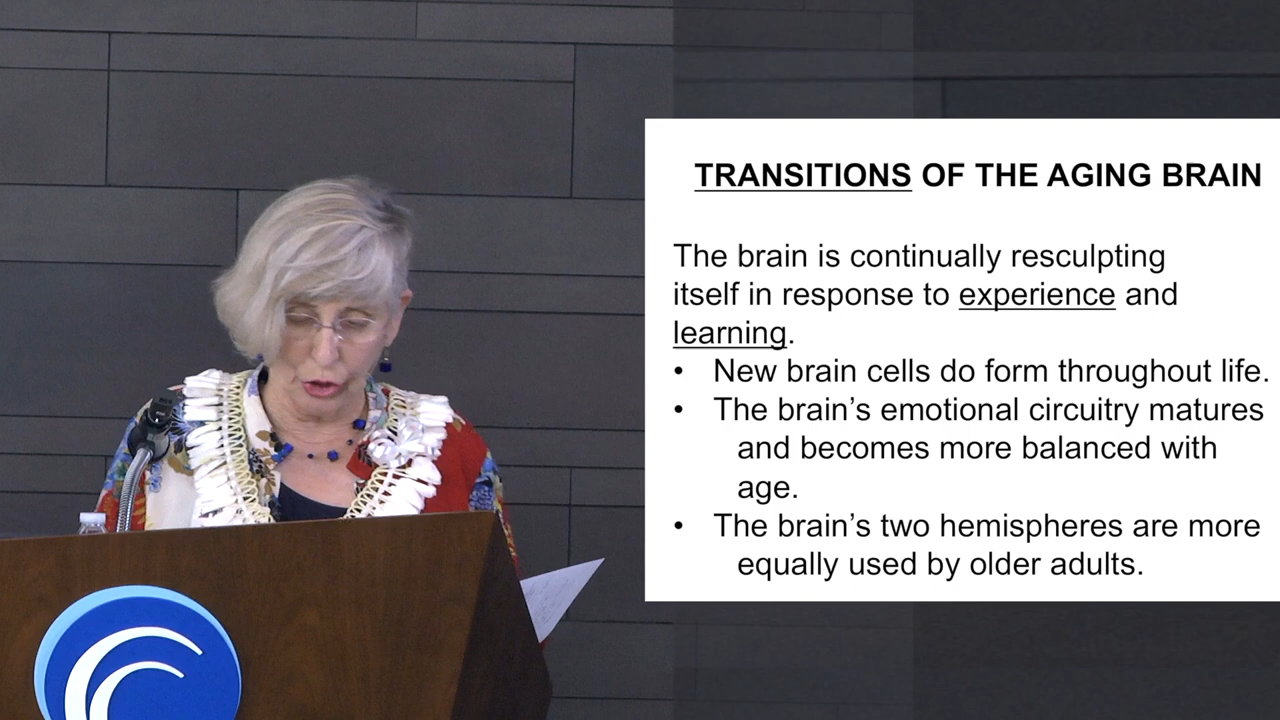 TRANSITIONS OF THE AGING BRAIN
The brain is continually resculpting
itself in response to experience and
learning.
• New brain cells do form throughout life.
• The brain’s emotional circuitry matures
and becomes more balanced with
age.
• The brain’s two hemispheres are more
equally used by older adults.